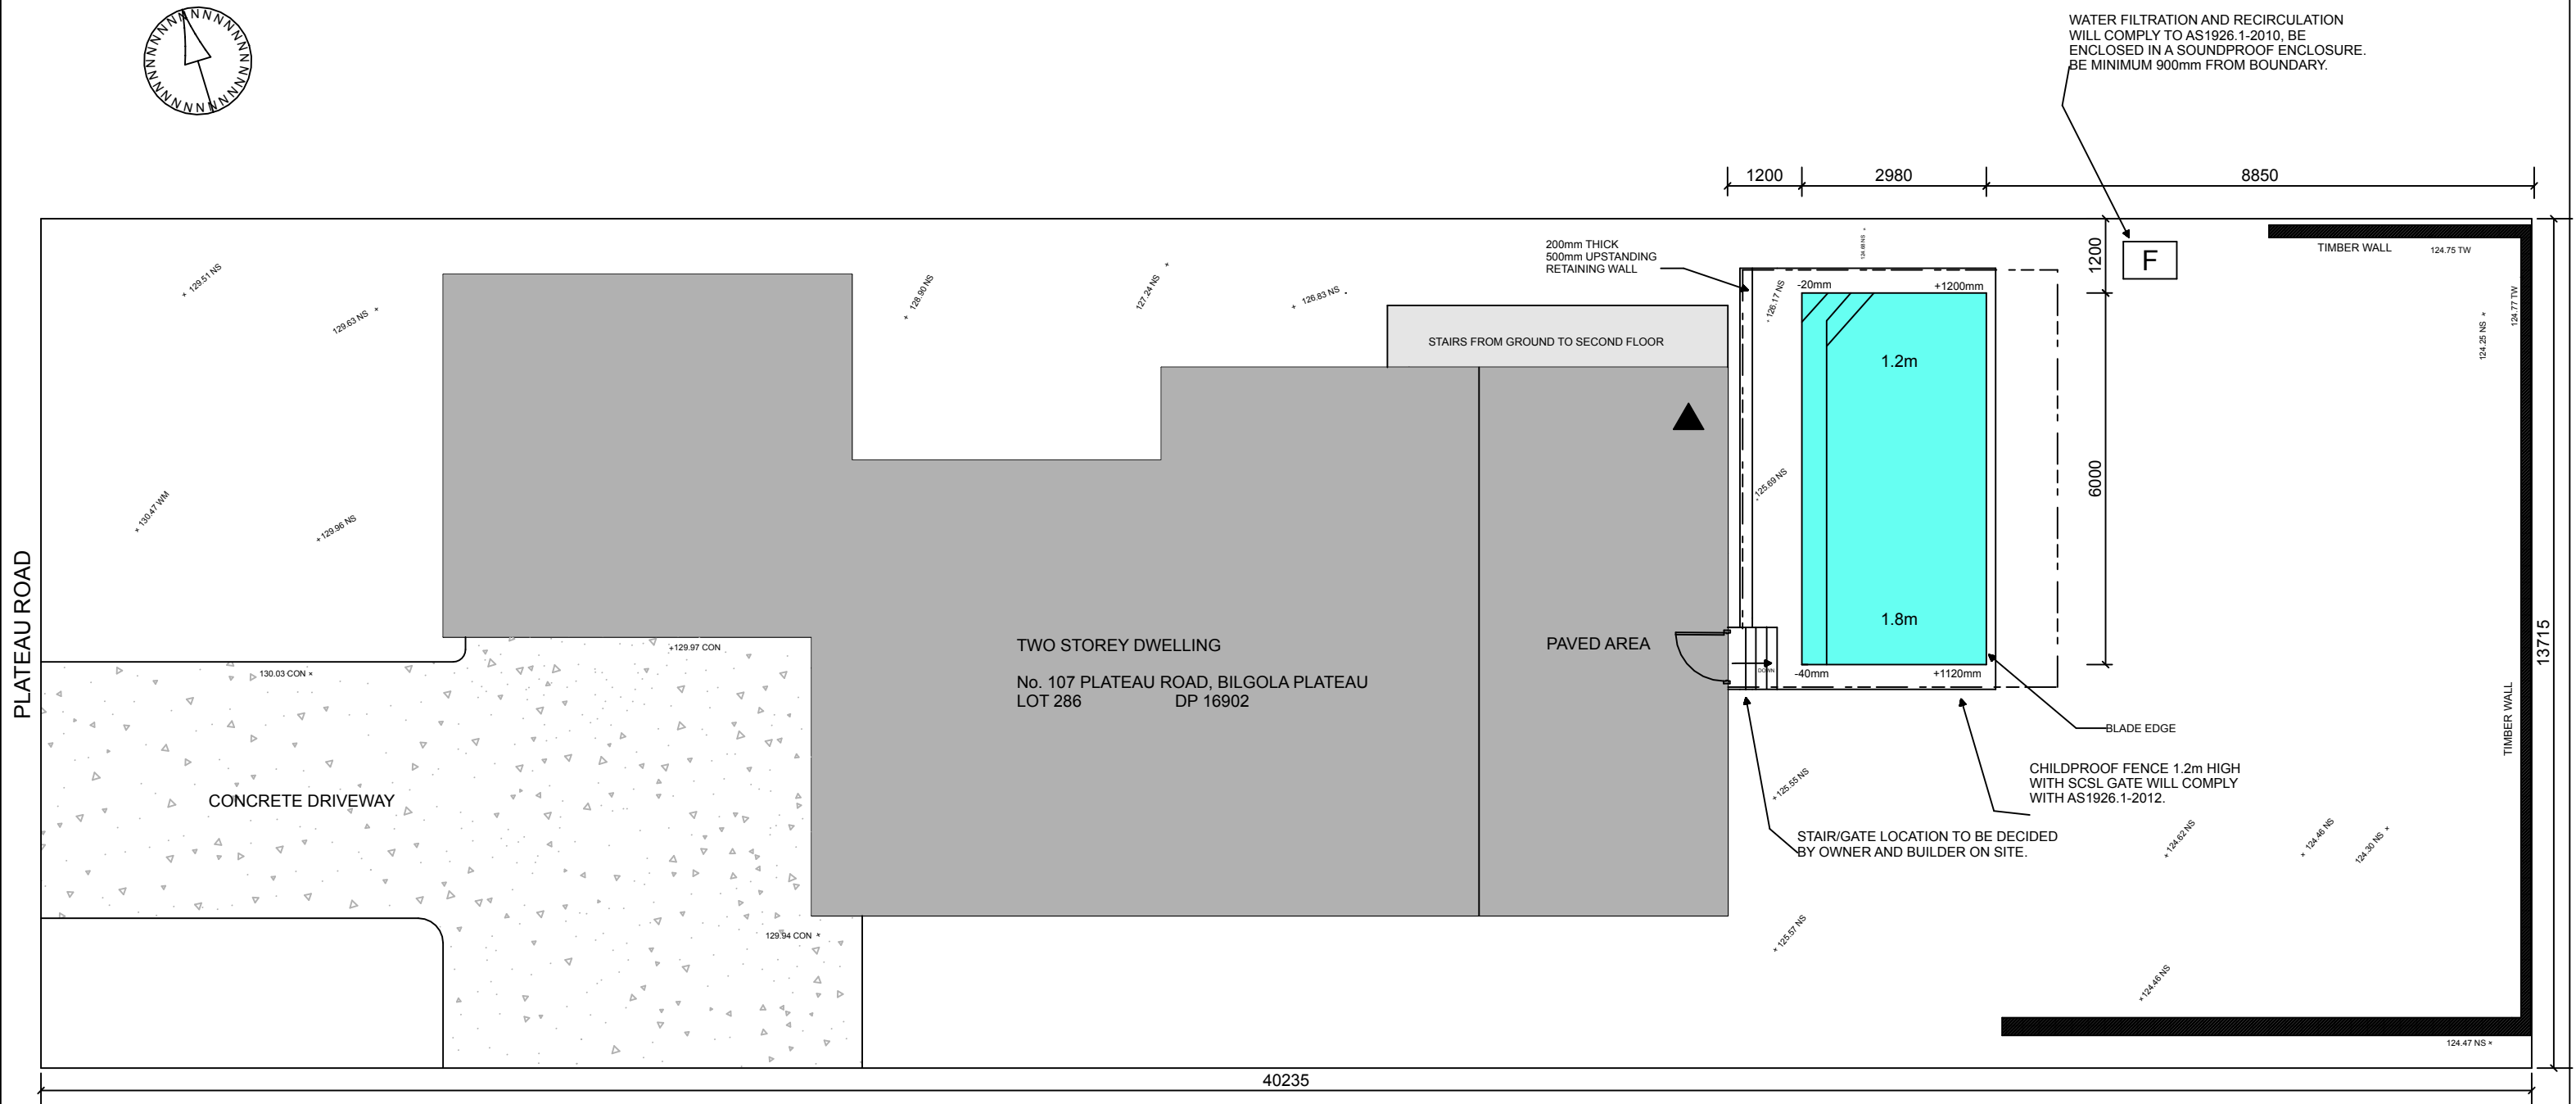 WATER FILTRATION AND RECIRCULATION
WILL COMPLY TO AS1926.1-2010, BE
ENCLOSED IN A SOUNDPROOF ENCLOSURE.
BE MINIMUM 900mm FROM BOUNDARY.
1200
2980
8850
200mm THICK
500mm UPSTANDING
RETAINING WALL
1200
F
TIMBER WALL
124.75 TW
124.77 TW
124.25 NS
129.51 NS
129.63 NS
128.90 NS
127.24 NS
126.83 NS
126.17 NS
-20mm
+1200mm
STAIRS FROM GROUND TO SECOND FLOOR
1.2m
130.47 WM
129.96 NS
125.69 NS
6000
PLATEAU ROAD
1.8m
13715
TWO STOREY DWELLING
PAVED AREA
+129.97 CON
130.03 CON
DOWN
-40mm
+1120mm
No. 107 PLATEAU ROAD, BILGOLA PLATEAU
LOT 286 DP 16902
BLADE EDGE
TIMBER WALL
CHILDPROOF FENCE 1.2m HIGH
WITH SCSL GATE WILL COMPLY
WITH AS1926.1-2012.
125.55 NS
CONCRETE DRIVEWAY
STAIR/GATE LOCATION TO BE DECIDED
BY OWNER AND BUILDER ON SITE.
124.62 NS
124.46 NS
124.30 NS
129.94 CON
125.57 NS
124.46 NS
124.47 NS
40235